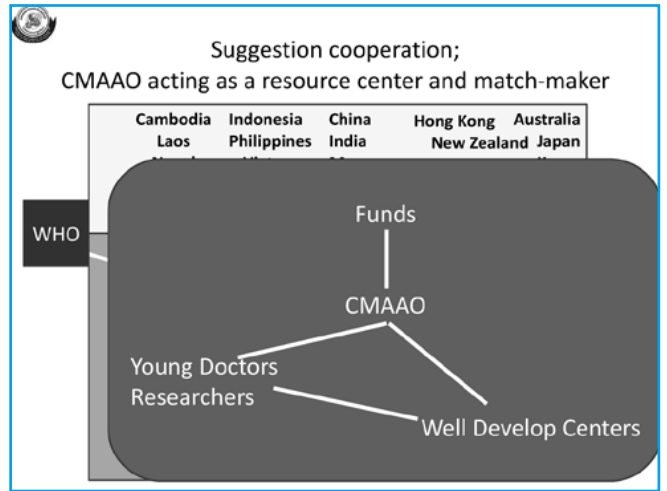 Suggestion cooperation;
CMAAO acting as a resource center and match-maker
Cambodia Indonesia China Hong Kong Australia
Laos Philippines India New Zealand Japan
WHO
Funds
CMAAO
Young Doctors
Researchers
Well Develop Centers